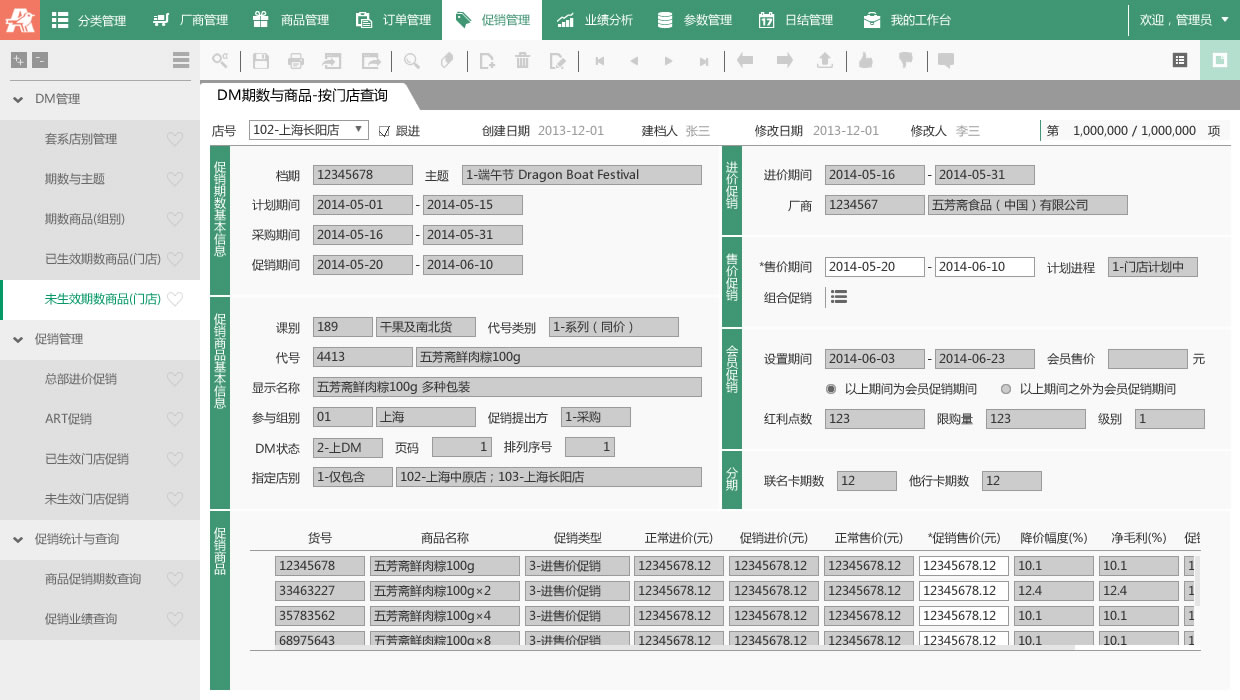 分类管理 厂商管理 商品管理 订单管理 促销管理 业绩分析 参数管理 日结管理 我的工作台 欢迎，管理员
DM管理
套系店别管理
期数与主题
期数商品(组别)
已生效期数商品(门店)
未生效期数商品(门店)
促销管理
总部进价促销
ART促销
已生效门店促销
未生效门店促销
促销统计与查询
商品促销期数查询
促销业绩查询
DM期数与商品-按门店查询
店号 102-上海长阳店 跟进 创建日期 2013-12-01 建档人 张三 修改日期 2013-12-01 修改人 李三 第 1,000,000 / 1,000,000 项
促销期数基本信息
档期 12345678 主题 1-端午节 Dragon Boat Festival
计划期间 2014-05-01 - 2014-05-15
采购期间 2014-05-16 - 2014-05-31
促销期间 2014-05-20 - 2014-06-10
促销商品基本信息
课别 189 干果及南北货 代号类别 1-系列（同价）
代号 4413 五芳斋鲜肉粽100g
显示名称 五芳斋鲜肉粽100g 多种包装
参与组别 01 上海 促销提出方 1-采购
DM状态 2-上DM 页码 1 排列序号 1
指定店别 1-仅包含 102-上海中原店；103-上海长阳店
进价促销
进价期间 2014-05-16 - 2014-05-31
厂商 1234567 五芳斋食品（中国）有限公司
售价促销
*售价期间 2014-05-20 - 2014-06-10 计划进程 1-门店计划中
组合促销
会员促销
设置期间 2014-06-03 - 2014-06-23 会员售价 元
以上期间为会员促销期间 以上期间之外为会员促销期间
红利点数 123 限购量 123 级别 1
分期
联名卡期数 12 他行卡期数 12
促销商品
货号 商品名称 促销类型 正常进价(元) 促销进价(元) 正常售价(元) *促销售价(元) 降价幅度(%) 净毛利(%)
12345678 五芳斋鲜肉粽100g 3-进售价促销 12345678.12 12345678.12 12345678.12 12345678.12 10.1 10.1 1
33463227 五芳斋鲜肉粽100g×2 3-进售价促销 12345678.12 12345678.12 12345678.12 12345678.12 12.4 12.4 1
35783562 五芳斋鲜肉粽100g×4 3-进售价促销 12345678.12 12345678.12 12345678.12 12345678.12 10.1 10.1 1
68975643 五芳斋鲜肉粽100g×8 3-进售价促销 12345678.12 12345678.12 12345678.12 12345678.12 10.1 10.1 1